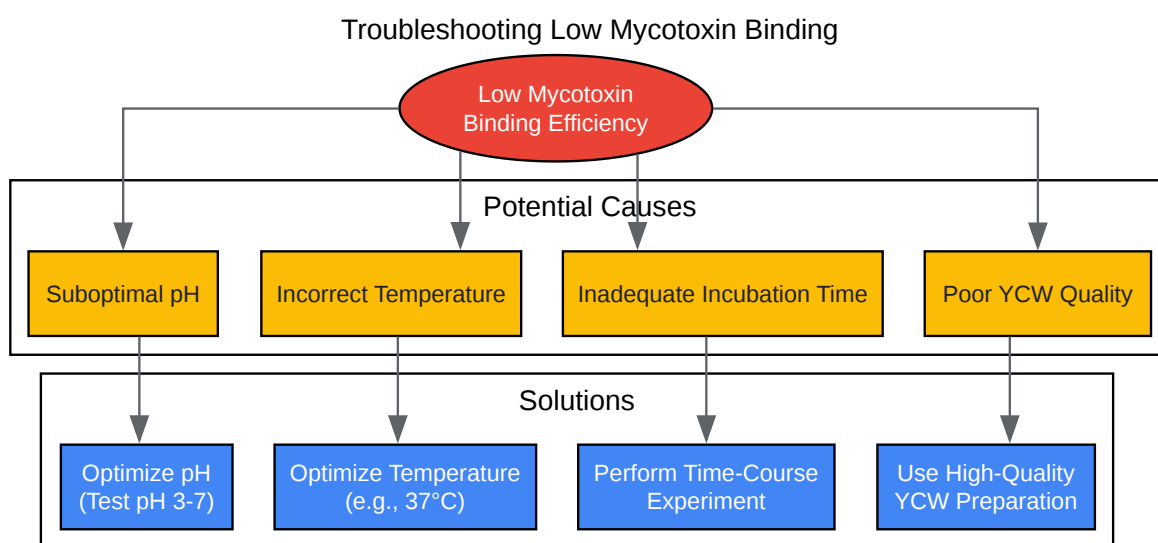 Troubleshooting Low Mycotoxin Binding
Low Mycotoxin
Binding Efficiency
Potential Causes
Suboptimal pH
Incorrect Temperature
Inadequate Incubation Time
Poor YCW Quality
Solutions
Optimize pH
(Test pH 3-7)
Optimize Temperature
(e.g., 37°C)
Perform Time-Course
Experiment
Use High-Quality
YCW Preparation